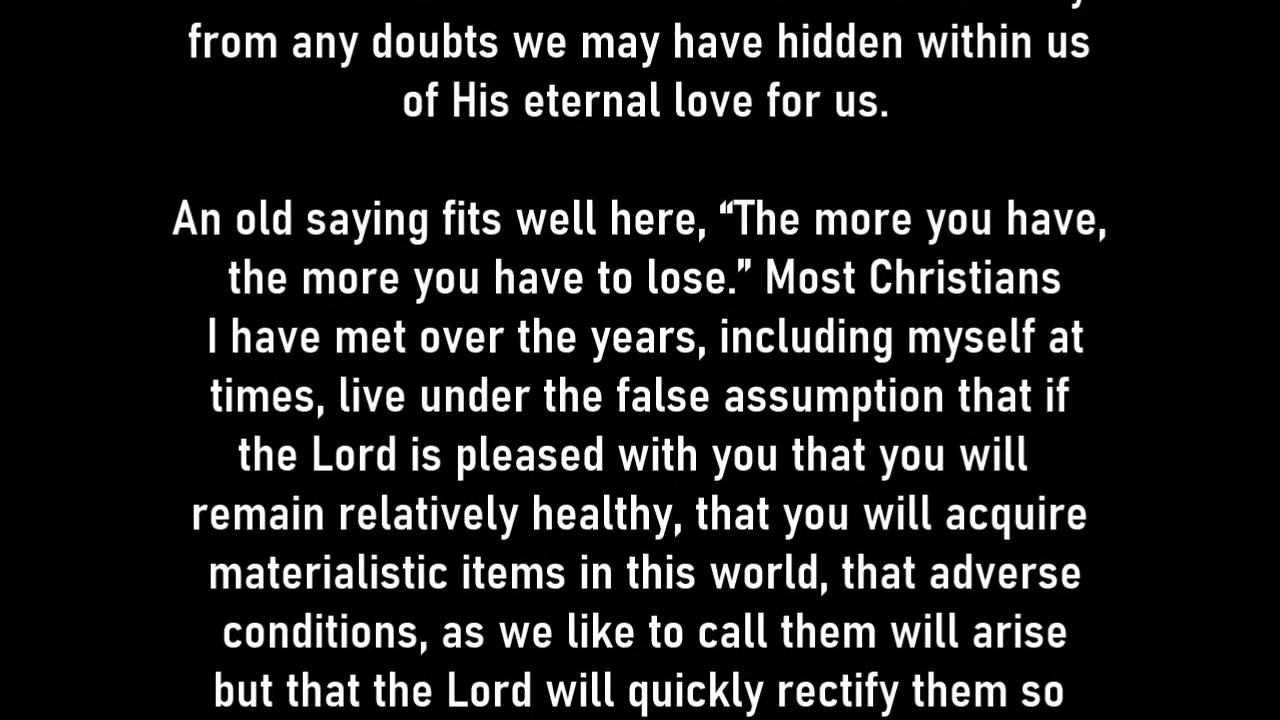 from any doubts we may have hidden within us
of His eternal love for us.
An old saying fits well here, “The more you have,
the more you have to lose.” Most Christians
I have met over the years, including myself at
times, live under the false assumption that if
the Lord is pleased with you that you will
remain relatively healthy, that you will acquire
materialistic items in this world, that adverse
conditions, as we like to call them will arise
but that the Lord will quickly rectify them so